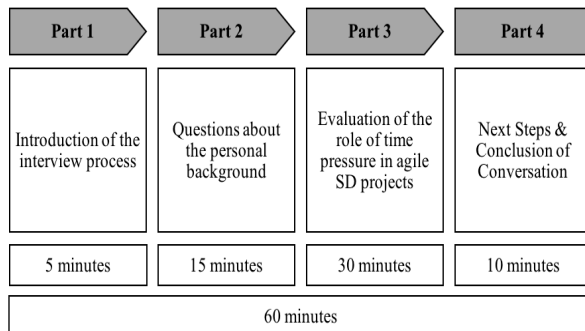 Part 1
Part 2
Part 3
Part 4
Introduction of the
interview process
Questions about
the personal
background
Evaluation of the
role of time
pressure in agile
SD projects
Next Steps &
Conclusion of
Conversation
5 minutes
15 minutes
30 minutes
10 minutes
60 minutes